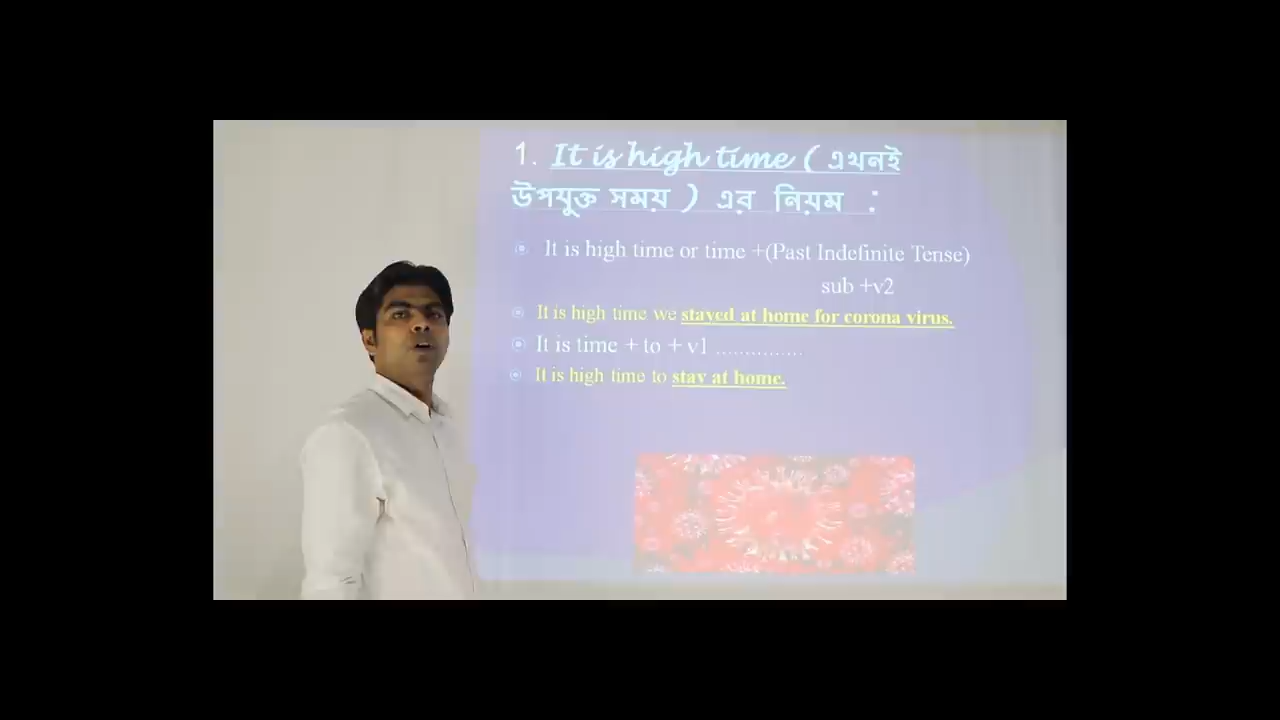 1. It is high time ( এখনই
উপযুক্ত সময় ) এর নিয়ম :
It is high time or time +(Past Indefinite Tense)
sub +v2
It is high time we stayed at home for corona virus.
It is time + to + v1 ..............
It is high time to stay at home.